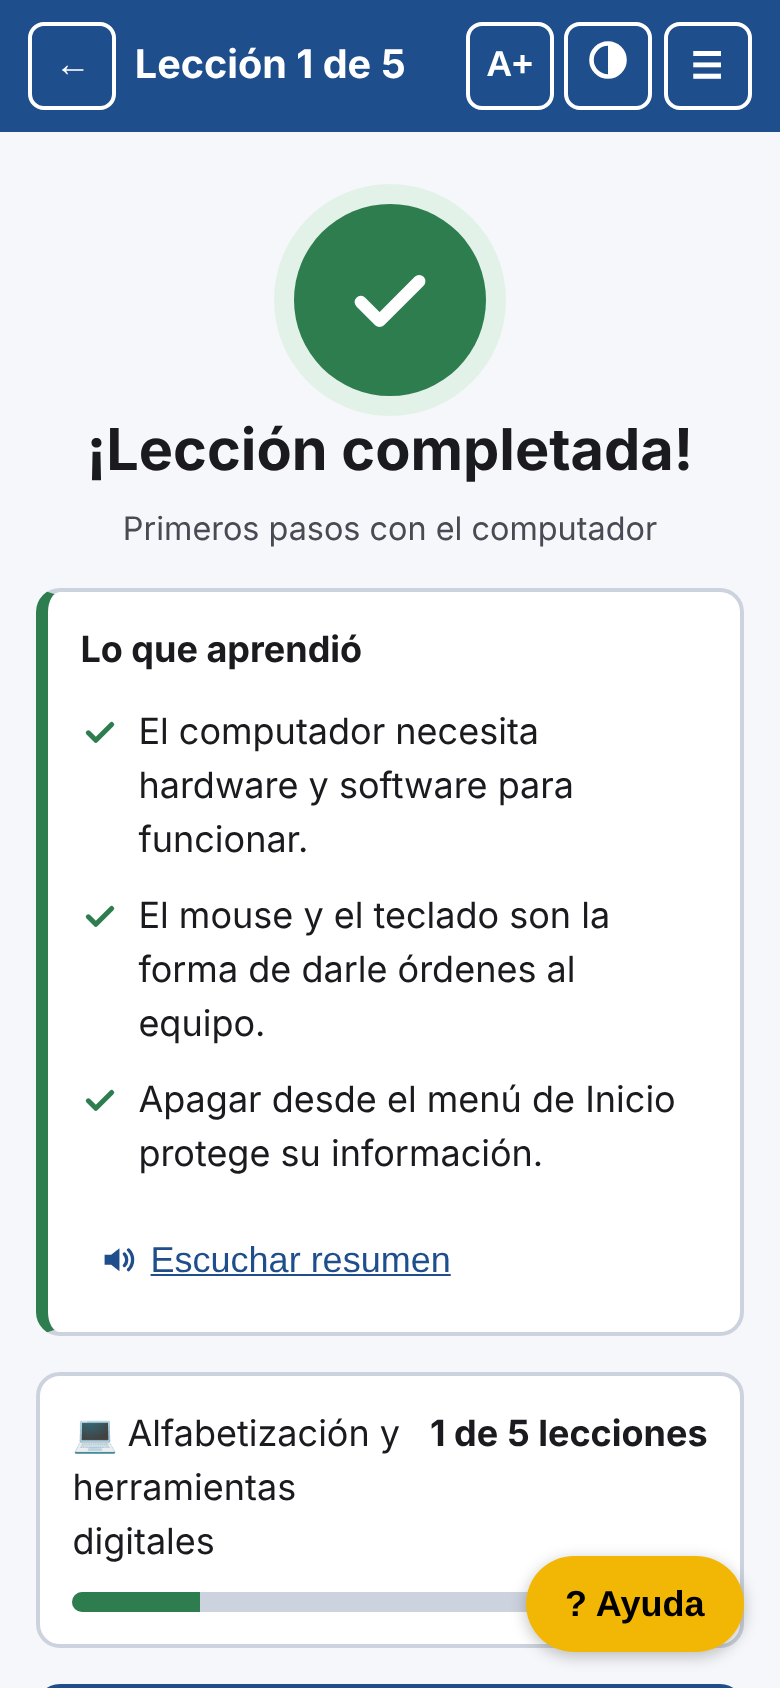 ← Lección 1 de 5 A+
¡Lección completada!
Primeros pasos con el computador
Lo que aprendió
El computador necesita
hardware y software para
funcionar.
El mouse y el teclado son la
forma de darle órdenes al
equipo.
Apagar desde el menú de Inicio
protege su información.
Escuchar resumen
💻 Alfabetización y 1 de 5 lecciones
herramientas
digitales
? Ayuda